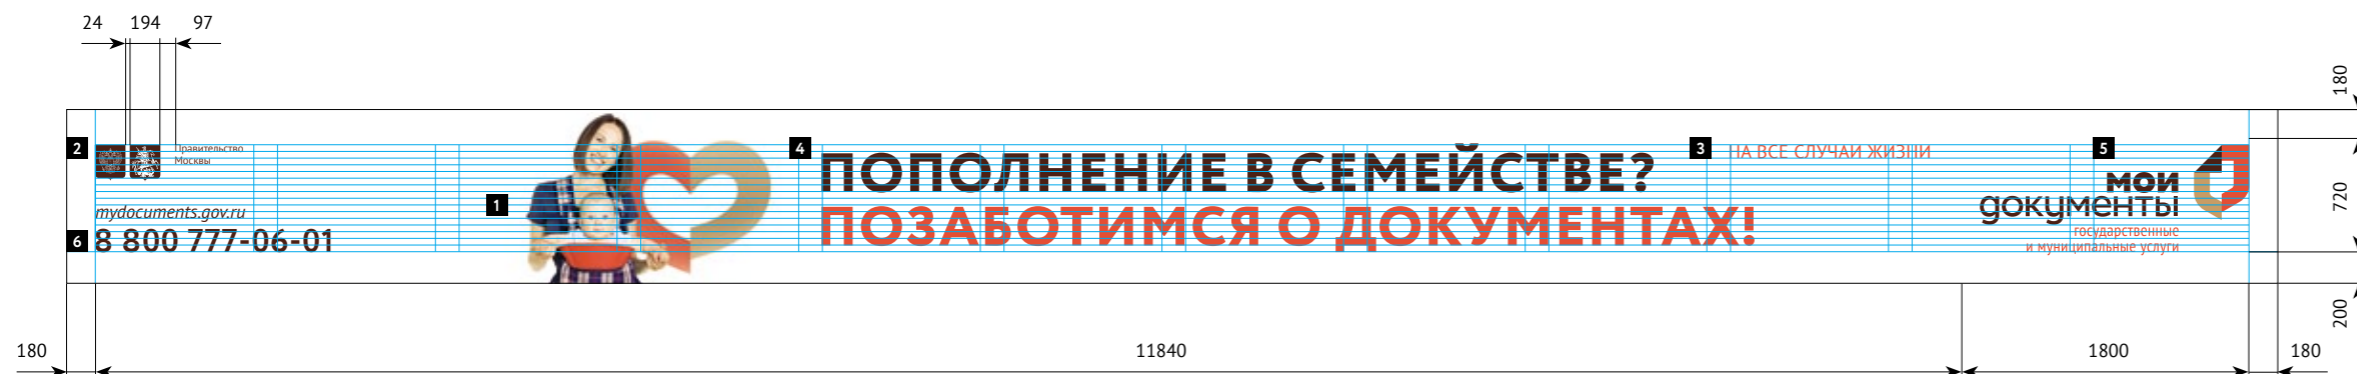 24 194 97
180
2
Правительство
Москвы
mydocuments.gov.ru
6
8 800 777-06-01
1
4
ПОПОЛНЕНИЕ В СЕМЕЙСТВЕ?
ПОЗАБОТИМСЯ О ДОКУМЕНТАХ!
3
НА ВСЕ СЛУЧАИ ЖИЗНИ
5
мои
документы
государственные
и муниципальные услуги
720
200
180 11840 1800 180